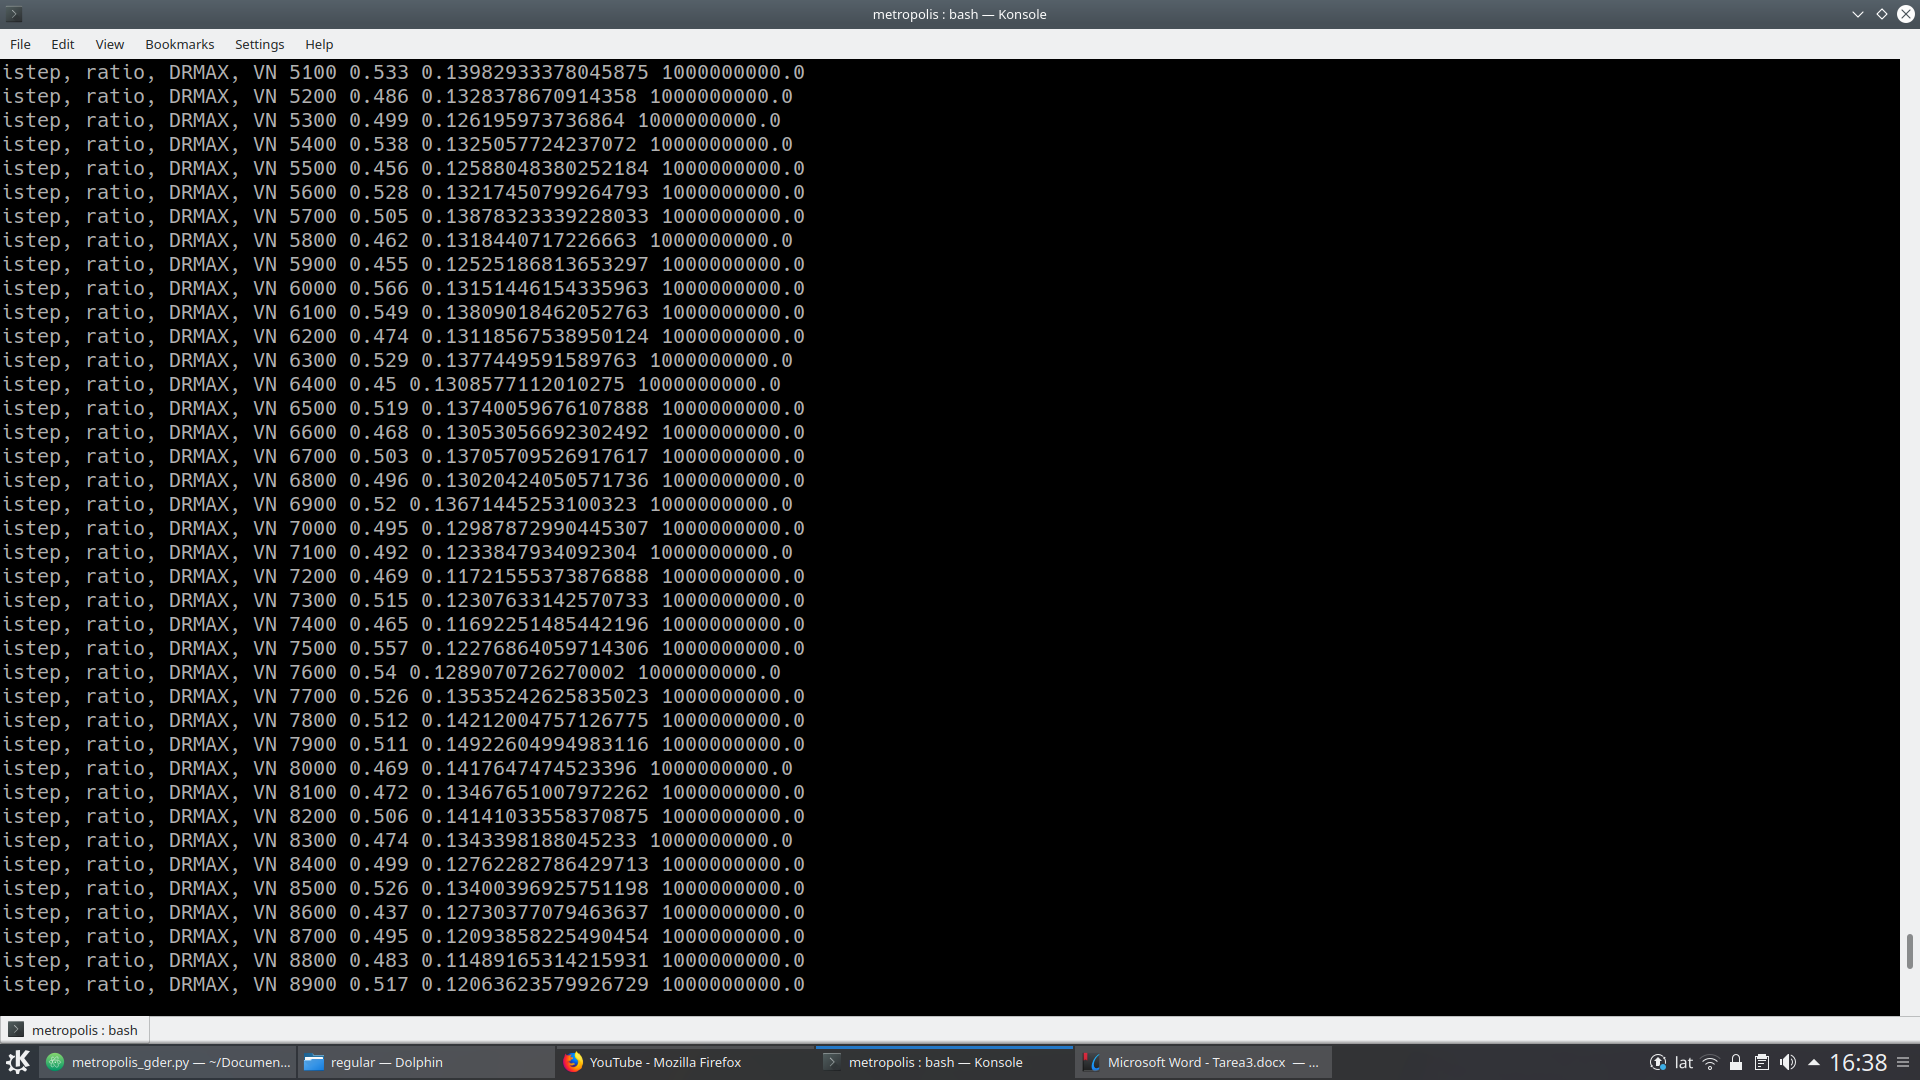 metropolis : bash — Konsole
File Edit View Bookmarks Settings Help
istep, ratio, DRMAX, VN 5100 0.533 0.13982933378045875 1000000000.0
istep, ratio, DRMAX, VN 5200 0.486 0.1328378670914358 1000000000.0
istep, ratio, DRMAX, VN 5300 0.499 0.126195973736864 1000000000.0
istep, ratio, DRMAX, VN 5400 0.538 0.1325057724237072 1000000000.0
istep, ratio, DRMAX, VN 5500 0.456 0.12588048380252184 1000000000.0
istep, ratio, DRMAX, VN 5600 0.528 0.13217450799264793 1000000000.0
istep, ratio, DRMAX, VN 5700 0.505 0.13878323339228033 1000000000.0
istep, ratio, DRMAX, VN 5800 0.462 0.1318440717226663 1000000000.0
istep, ratio, DRMAX, VN 5900 0.455 0.12525186813653297 1000000000.0
istep, ratio, DRMAX, VN 6000 0.566 0.13151446154335963 1000000000.0
istep, ratio, DRMAX, VN 6100 0.549 0.13809018462052763 1000000000.0
istep, ratio, DRMAX, VN 6200 0.474 0.13118567538950124 1000000000.0
istep, ratio, DRMAX, VN 6300 0.529 0.1377449591589763 1000000000.0
istep, ratio, DRMAX, VN 6400 0.45 0.1308577112010275 1000000000.0
istep, ratio, DRMAX, VN 6500 0.519 0.13740059676107888 1000000000.0
istep, ratio, DRMAX, VN 6600 0.468 0.13053056692302492 1000000000.0
istep, ratio, DRMAX, VN 6700 0.503 0.13705709526917617 1000000000.0
istep, ratio, DRMAX, VN 6800 0.496 0.13020424050571736 1000000000.0
istep, ratio, DRMAX, VN 6900 0.52 0.136714453100323 1000000000.0
istep, ratio, DRMAX, VN 7000 0.495 0.12987872990445307 1000000000.0
istep, ratio, DRMAX, VN 7100 0.492 0.1233847934092304 1000000000.0
istep, ratio, DRMAX, VN 7200 0.469 0.11721555373876888 1000000000.0
istep, ratio, DRMAX, VN 7300 0.515 0.12307633142570733 1000000000.0
istep, ratio, DRMAX, VN 7400 0.465 0.11692251485442196 1000000000.0
istep, ratio, DRMAX, VN 7500 0.557 0.12276864059714306 1000000000.0
istep, ratio, DRMAX, VN 7600 0.54 0.1289070726270002 1000000000.0
istep, ratio, DRMAX, VN 7700 0.526 0.13535242625835023 1000000000.0
istep, ratio, DRMAX, VN 7800 0.512 0.14212004757126775 1000000000.0
istep, ratio, DRMAX, VN 7900 0.511 0.14922604994983116 1000000000.0
istep, ratio, DRMAX, VN 8000 0.469 0.1417647474523396 1000000000.0
istep, ratio, DRMAX, VN 8100 0.472 0.13467651007972262 1000000000.0
istep, ratio, DRMAX, VN 8200 0.506 0.14141033558370875 1000000000.0
istep, ratio, DRMAX, VN 8300 0.474 0.1343398188045233 1000000000.0
istep, ratio, DRMAX, VN 8400 0.499 0.12762282786429713 1000000000.0
istep, ratio, DRMAX, VN 8500 0.526 0.13400396925751198 1000000000.0
istep, ratio, DRMAX, VN 8600 0.437 0.12730377079463637 1000000000.0
istep, ratio, DRMAX, VN 8700 0.495 0.12093858225490454 1000000000.0
istep, ratio, DRMAX, VN 8800 0.483 0.11489165314215931 1000000000.0
istep, ratio, DRMAX, VN 8900 0.517 0.12063623579926729 1000000000.0
metropolis : bash
metropolis_gder.py — ~/Documen... regular — Dolphin YouTube - Mozilla Firefox metropolis : bash — Konsole Microsoft Word - Tarea3.docx — ... lat 16:38